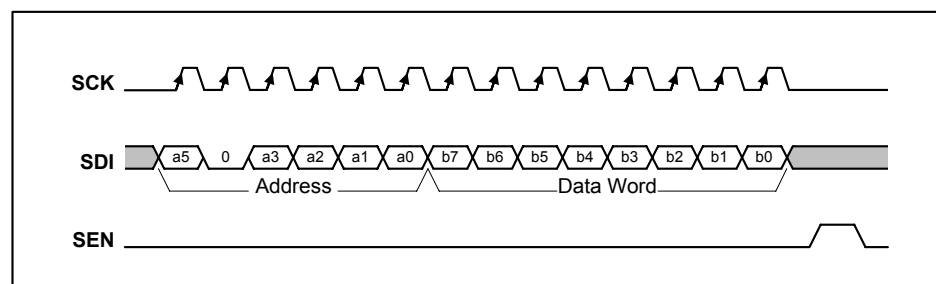 SCK
SDI a5 0 a3 a2 a1 a0 b7 b6 b5 b4 b3 b2 b1 b0
Address Data Word
SEN